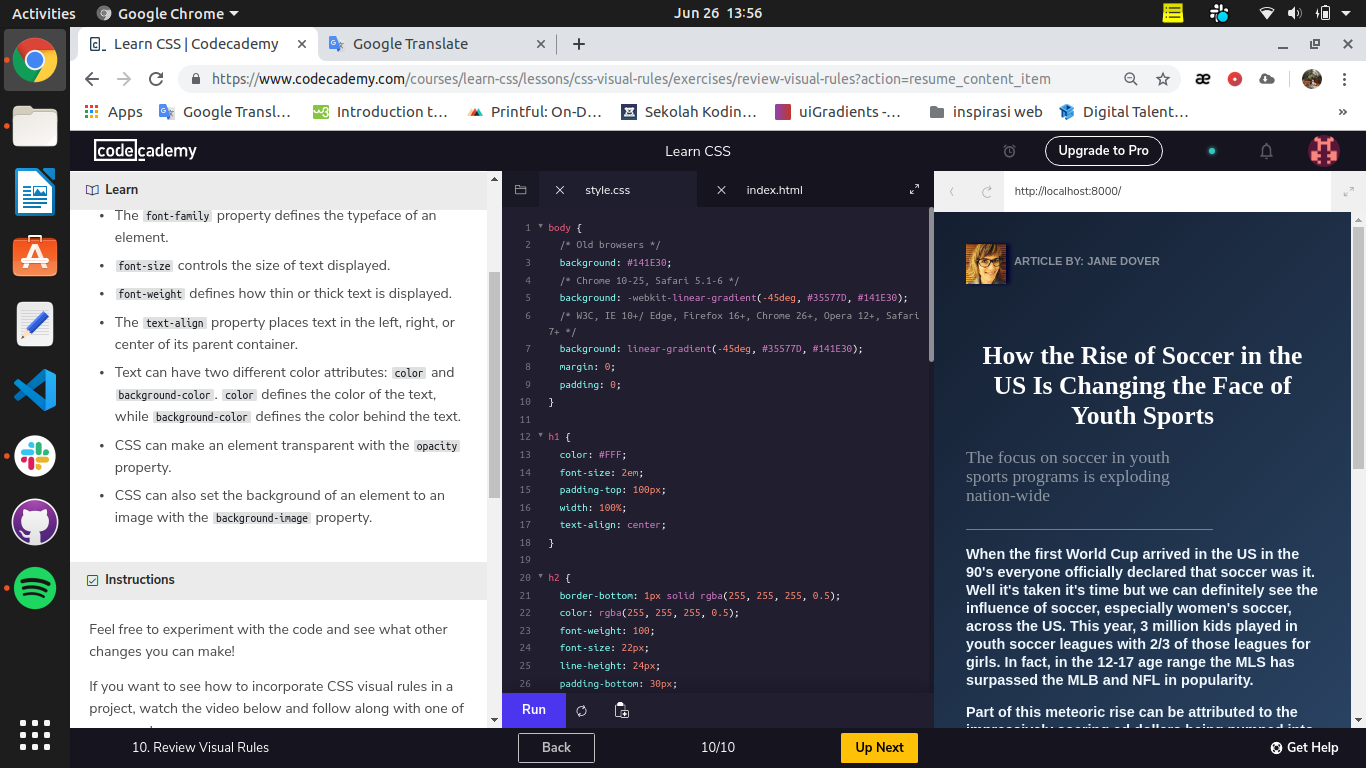 Activities
Google Chrome
Jun 26 13:56
Learn CSS | Codecademy
Google Translate
https://www.codecademy.com/courses/learn-css/lessons/css-visual-rules/exercises/review-visual-rules?action=resume_content_item
Apps
Google Transl…
Introduction t…
Printful: On-D…
Sekolah Kodin…
uiGradients -…
inspirasi web
Digital Talent…
codecademy
Learn CSS
Upgrade to Pro
Learn
• The font-family property defines the typeface of an
element.
• font-size controls the size of text displayed.
• font-weight defines how thin or thick text is displayed.
• The text-align property places text in the left, right, or
center of its parent container.
• Text can have two different color attributes: color and
background-color. color defines the color of the text,
while background-color defines the color behind the text.
• CSS can make an element transparent with the opacity
property.
• CSS can also set the background of an element to an
image with the background-image property.
Instructions
Feel free to experiment with the code and see what other
changes you can make!
If you want to see how to incorporate CSS visual rules in a
project, watch the video below and follow along with one of
style.css
index.html
1 body {
2 /* Old browsers */
3 background: #141E30;
4 /* Chrome 10-25, Safari 5.1-6 */
5 background: -webkit-linear-gradient(-45deg, #35577D, #141E30);
6 /* W3C, IE 10+/ Edge, Firefox 16+, Chrome 26+, Opera 12+, Safari
7+ */
7 background: linear-gradient(-45deg, #35577D, #141E30);
8 margin: 0;
9 padding: 0;
10 }
11
12 h1 {
13 color: #FFF;
14 font-size: 2em;
15 padding-top: 100px;
16 width: 100%;
17 text-align: center;
18 }
19
20 h2 {
21 border-bottom: 1px solid rgba(255, 255, 255, 0.5);
22 color: rgba(255, 255, 255, 0.5);
23 font-weight: 100;
24 font-size: 22px;
25 line-height: 24px;
26 padding-bottom: 30px;
Run
http://localhost:8000/
ARTICLE BY: JANE DOVER
How the Rise of Soccer in the
US Is Changing the Face of
Youth Sports
The focus on soccer in youth
sports programs is exploding
nation-wide
When the first World Cup arrived in the US in the
90's everyone officially declared that soccer was it.
Well it's taken it's time but we can definitely see the
influence of soccer, especially women's soccer,
across the US. This year, 3 million kids played in
youth soccer leagues with 2/3 of those leagues for
girls. In fact, in the 12-17 age range the MLS has
surpassed the MLB and NFL in popularity.
Part of this meteoric rise can be attributed to the
10. Review Visual Rules
Back
10/10
Up Next
Get Help